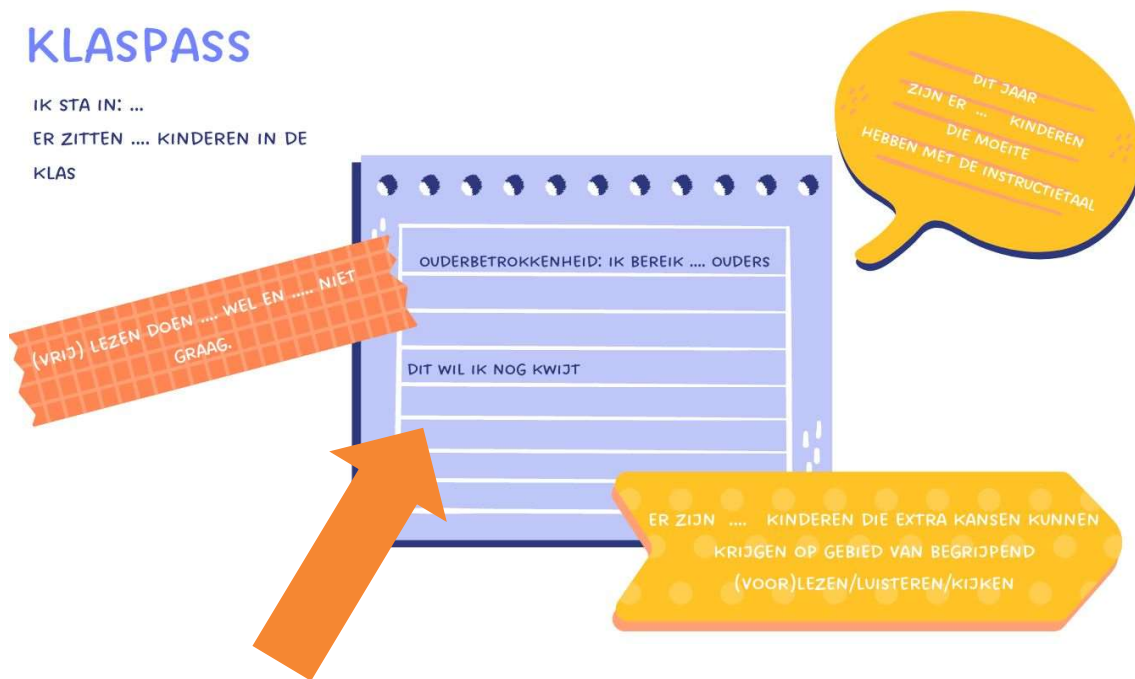 KLASPASS
IK STA IN: ...
ER ZITTEN .... KINDEREN IN DE
KLAS
DIT JAAR
ZIJN ER ... KINDEREN
DIE MOEITE
HEBBEN MET DE INSTRUCTIETAAL
OUDERBETROKKENHEID: IK BEREIK .... OUDERS
(VRIJ) LEZEN DOEN .... WEL EN ..... NIET
GRAAG.
DIT WIL IK NOG KWIJT
ER ZIJN .... KINDEREN DIE EXTRA KANSEN KUNNEN
KRIJGEN OP GEBIED VAN BEGRIJPEND
(VOOR)LEZEN/LUISTEREN/KIJKEN